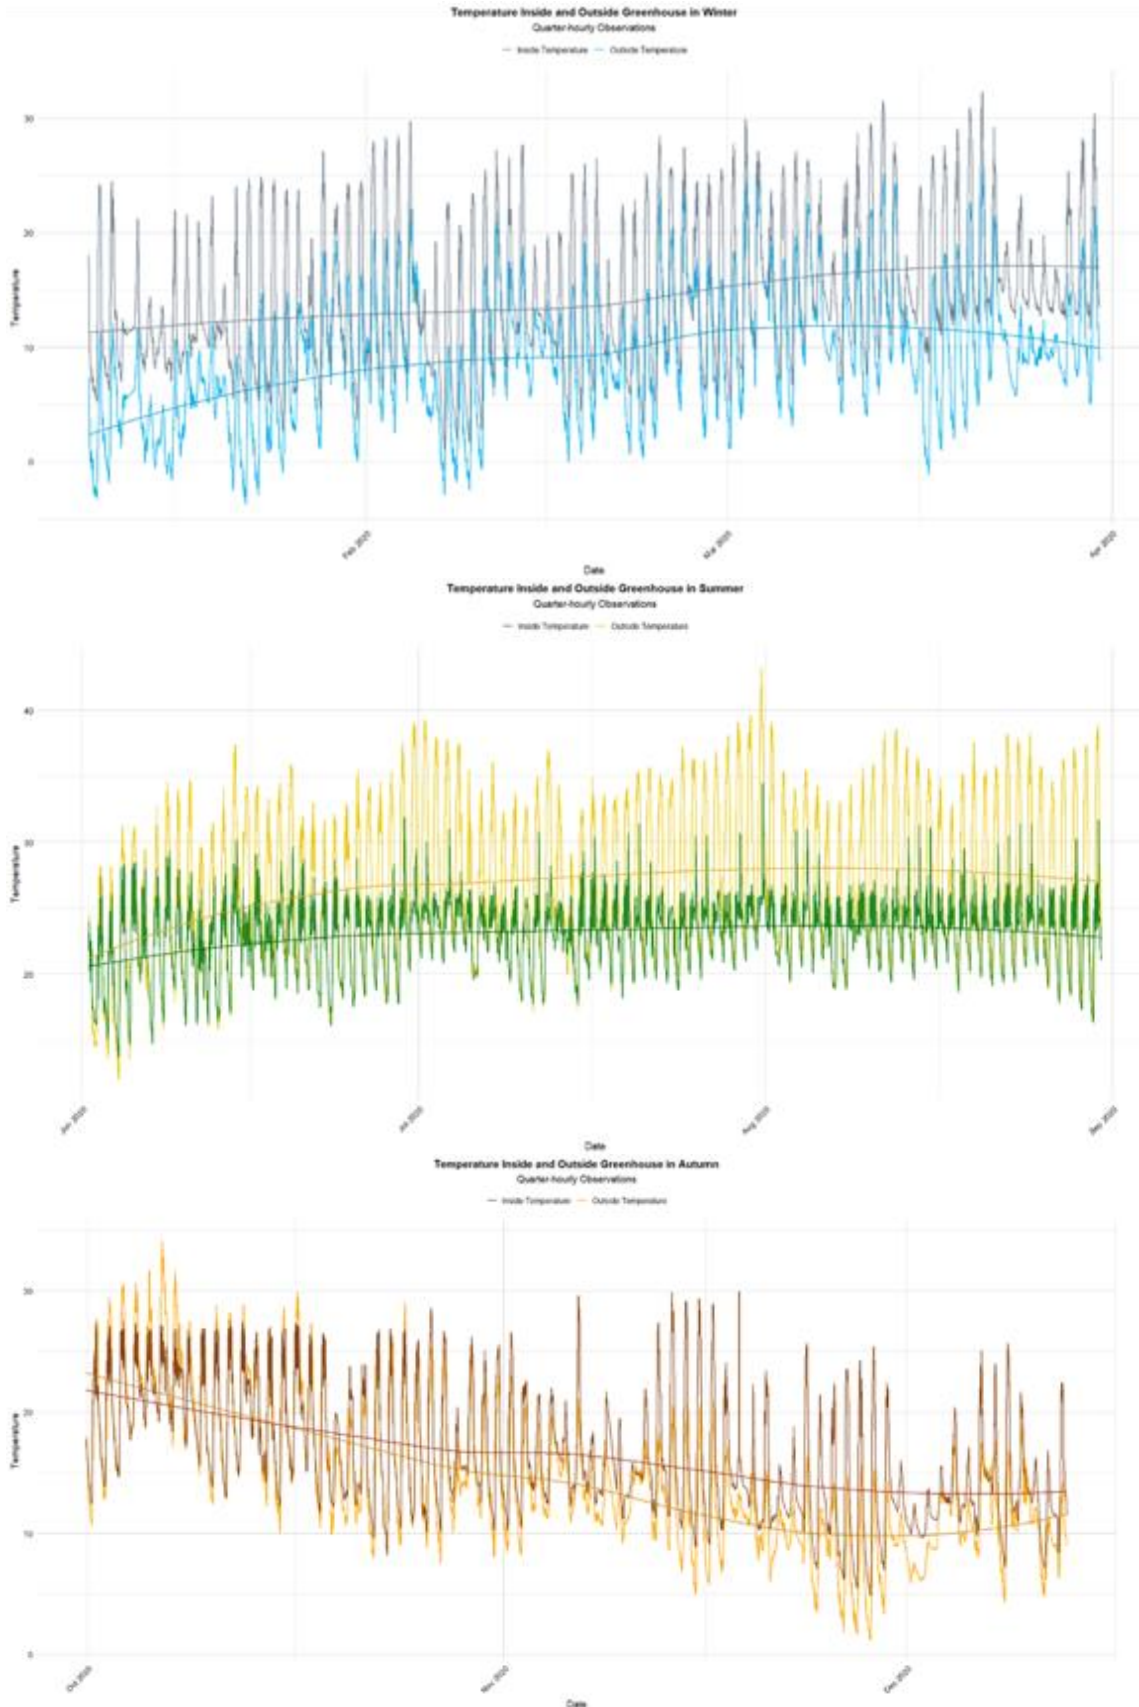 Temperature Inside and Outside Greenhouse in Winter
Quarter-hourly Observations
Inside Temperature Outside Temperature
30
20
10
0
Temperature
Feb 2020
Mar 2020
Apr 2020
Date
Temperature Inside and Outside Greenhouse in Summer
Quarter-hourly Observations
Inside Temperature Outside Temperature
40
30
20
Temperature
Jun 2020
Jul 2020
Aug 2020
Sep 2020
Date
Temperature Inside and Outside Greenhouse in Autumn
Quarter-hourly Observations
Inside Temperature Outside Temperature
30
20
10
0
Temperature
Oct 2020
Nov 2020
Dec 2020
Date